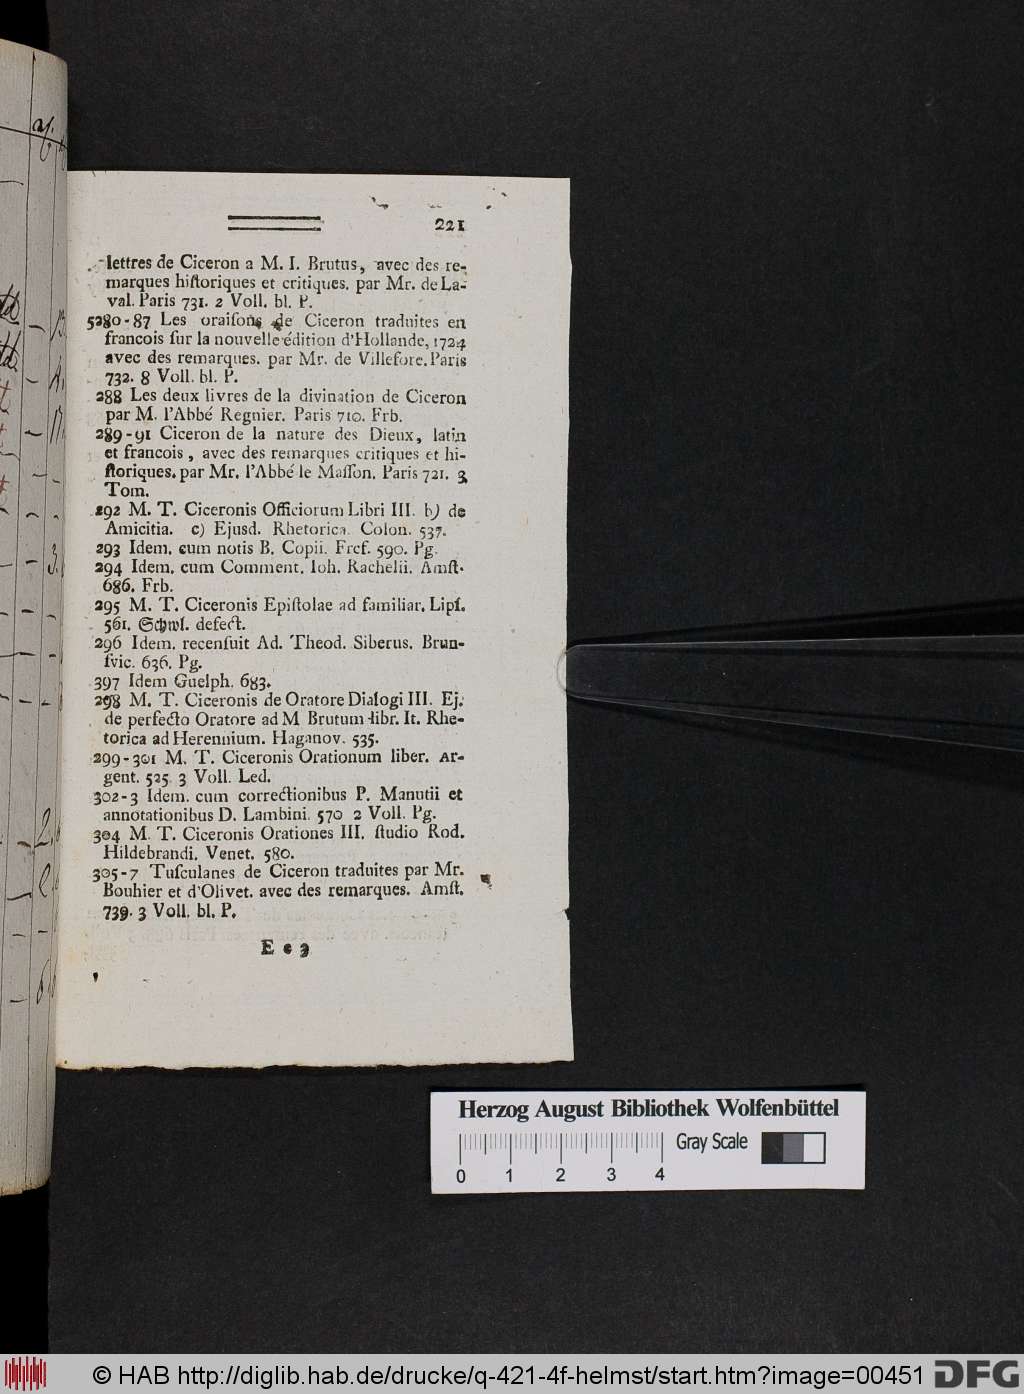 221
lettres de Ciceron a M. I. Brutus, avec des re-
marques hiſtoriques et critiques. par Mr. de La-
val. Paris 731. 2 Voll. bl. P.
5280-87 Les oraiſons de Ciceron traduites en
francois ſur la nouvelle édition d'Hollande, 1724
avec des remarques. par Mr. de Villefore. Paris
732. 8 Voll. bl. P.
288 Les deux livres de la divination de Ciceron
par M. l'Abbé Regnier. Paris 710. Frb.
289-91 Ciceron de la nature des Dieux, latin
et francois, avec des remarques critiques et hi-
ſtoriques. par Mr. l'Abbé le Maſſon. Paris 721. 3
Tom.
292 M. T. Ciceronis Officiorum Libri III. b) de
Amicitia. c) Ejusd. Rhetorica. Colon. 537.
293 Idem. cum notis B. Copii. Frcf. 590. Pg.
294 Idem. cum Comment. Ioh. Rachelii. Amſt.
686. Frb.
295 M. T. Ciceronis Epiſtolae ad familiar. Lipſ.
561. Schwſ. defect.
296 Idem. recenſuit Ad. Theod. Siberus. Brun-
ſvic. 636. Pg.
397 Idem Guelph. 683.
298 M. T. Ciceronis de Oratore Dialogi III. Ej.
de perfecto Oratore ad M Brutum libr. It. Rhe-
torica ad Herennium. Haganov. 535.
299-301 M. T. Ciceronis Orationum liber. Ar-
gent. 525. 3 Voll. Led.
302-3 Idem. cum correctionibus P. Manutii et
annotationibus D. Lambini. 570 2 Voll. Pg.
304 M. T. Ciceronis Orationes III. ſtudio Rod.
Hildebrandi. Venet. 580.
305-7 Tuſculanes de Ciceron traduites par Mr.
Bouhier et d'Olivet. avec des remarques. Amſt.
739. 3 Voll. bl. P.
E e 3
Herzog August Bibliothek Wolfenbüttel
Gray Scale
0 1 2 3 4
© HAB http://diglib.hab.de/drucke/q-421-4f-helmst/start.htm?image=00451 DFG